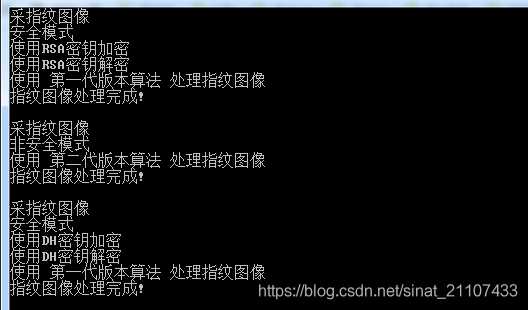 采指纹图像
安全模式
使用RSA密钥加密
使用RSA密钥解密
使用 第一代版本算法 处理指纹图像
指纹图像处理完成!
采指纹图像
非安全模式
使用 第二代版本算法 处理指纹图像
指纹图像处理完成!
采指纹图像
安全模式
使用DH密钥加密
使用DH密钥解密
使用 第一代版本算法 处理指纹图像
指纹图像处理完成!
https://blog.csdn.net/sinat_21107433